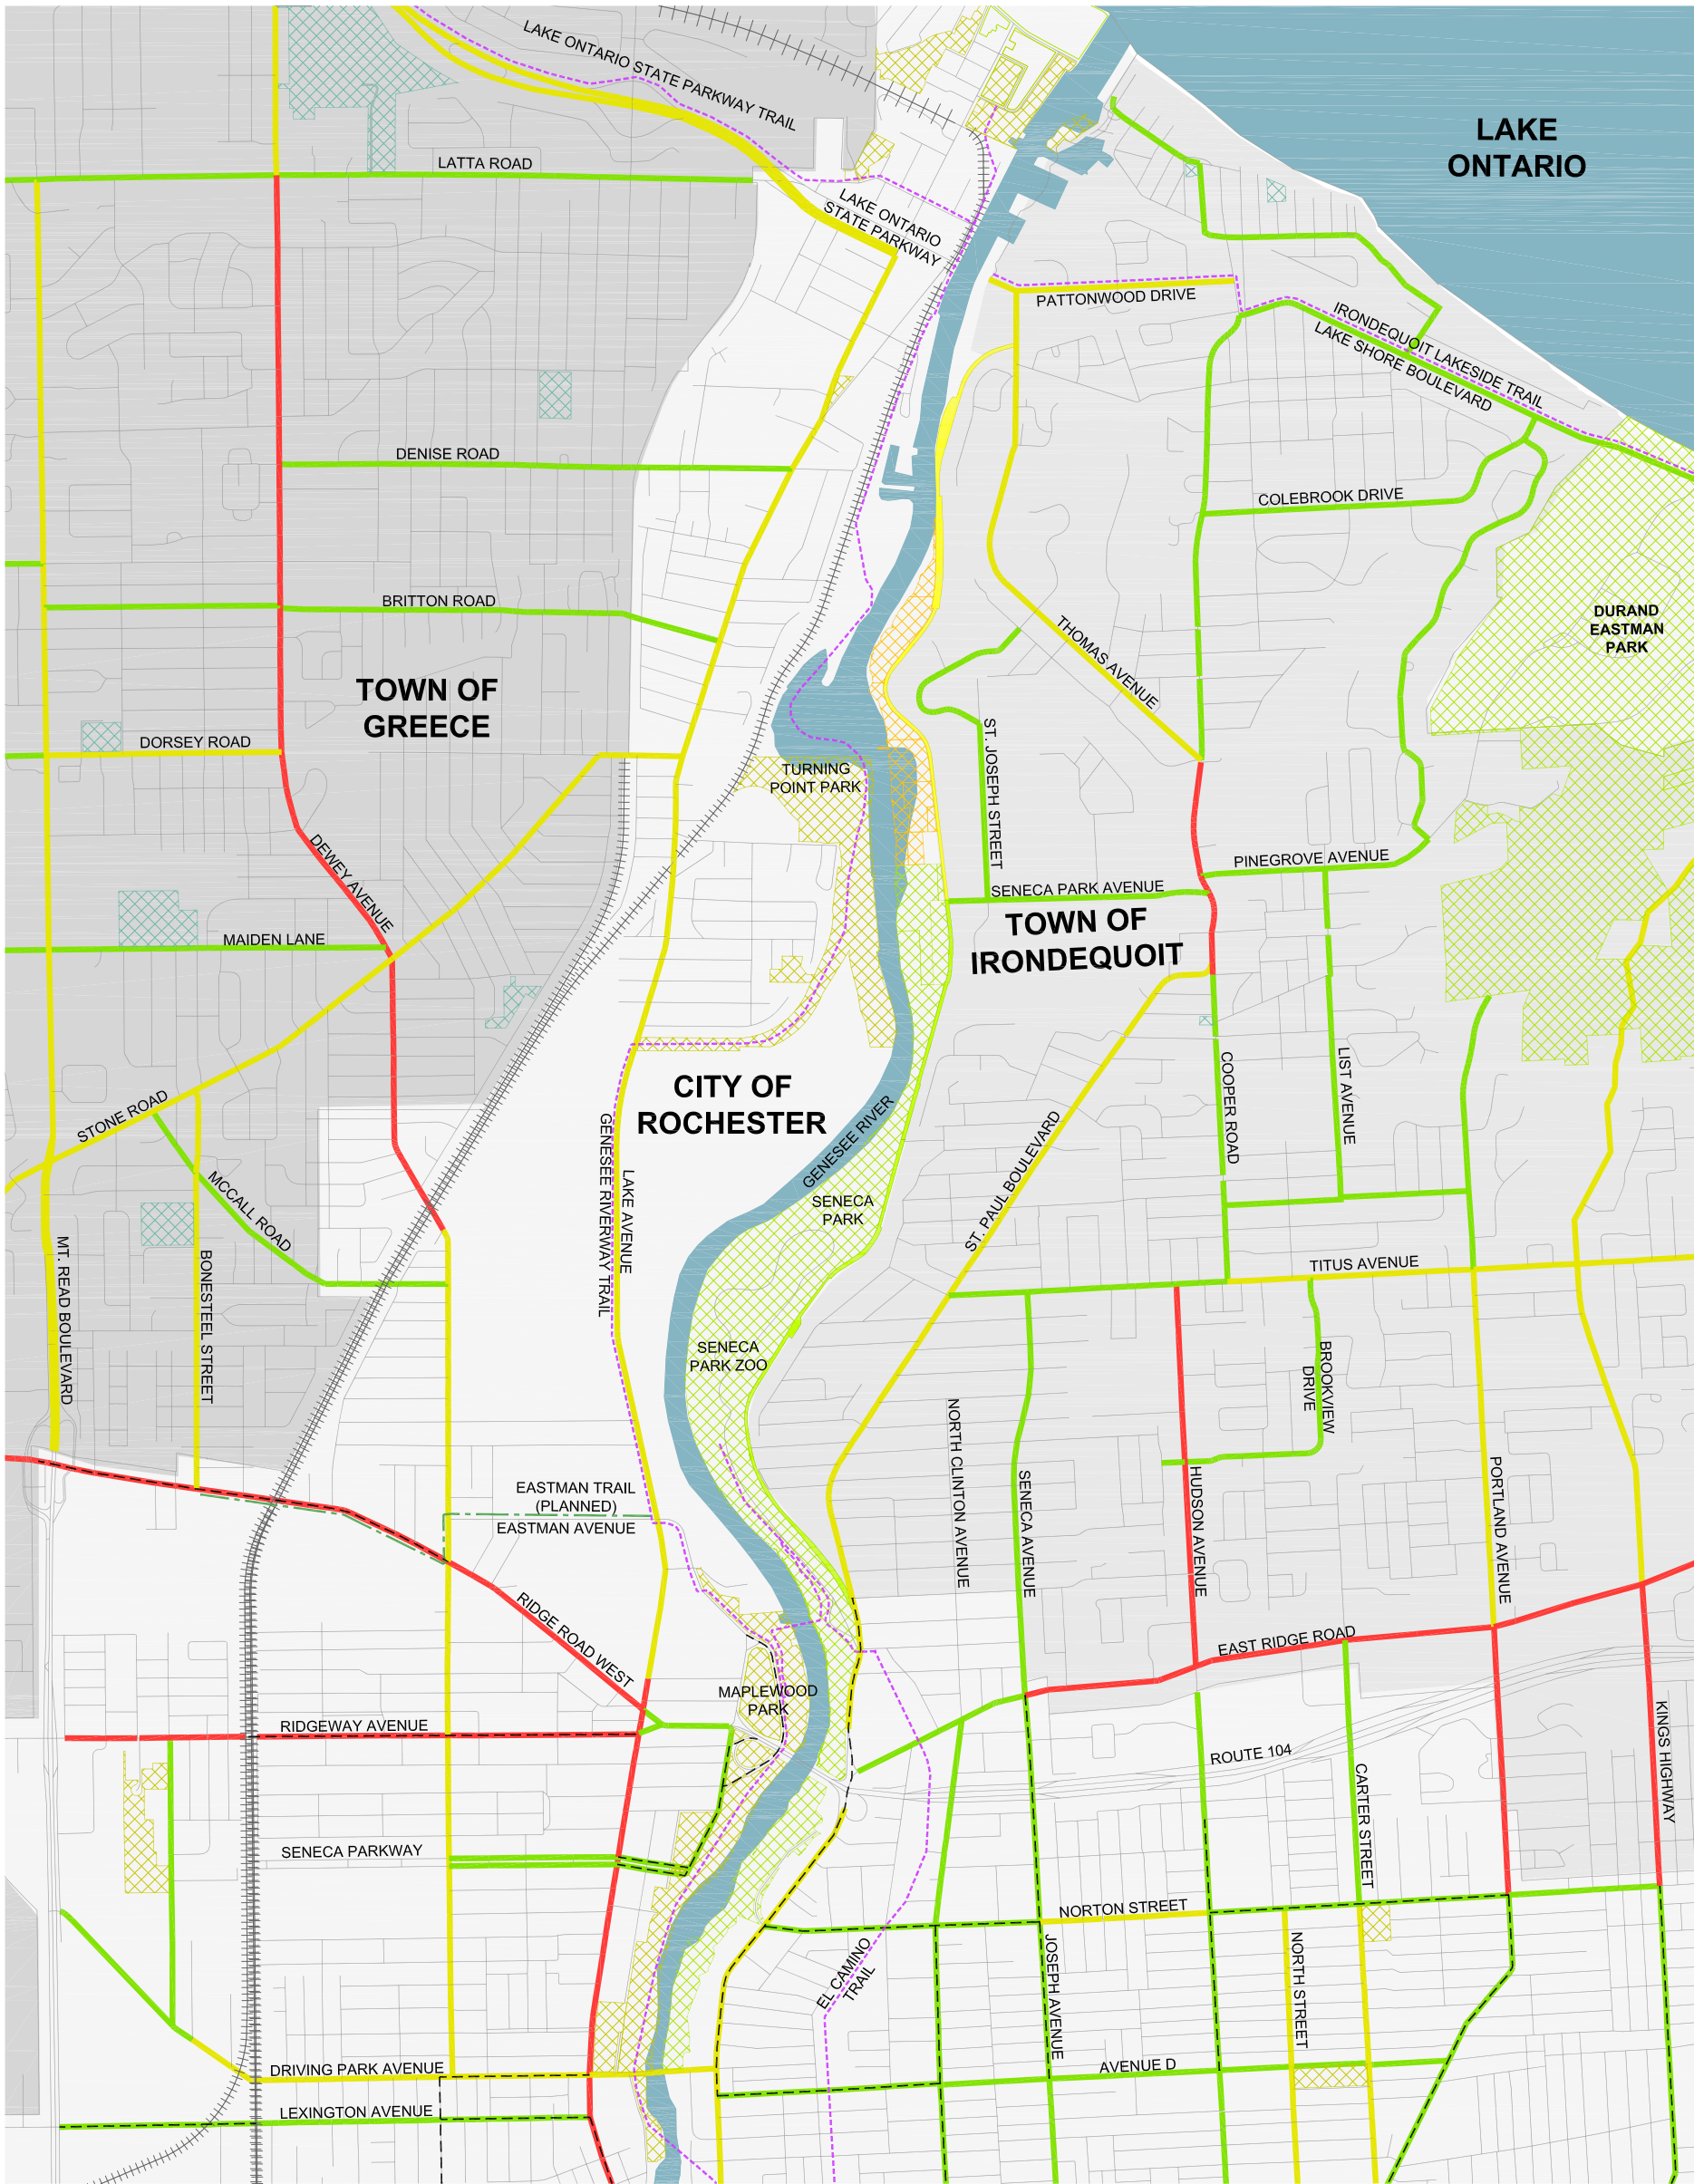 LAKE ONTARIO STATE PARKWAY TRAIL
LAKE
ONTARIO
LATTA ROAD
LAKE ONTARIO
STATE PARKWAY
PATTONWOOD DRIVE
IRONDEQUOIT LAKESIDE TRAIL
LAKE SHORE BOULEVARD
DENISE ROAD
COLEBROOK DRIVE
BRITTON ROAD
DURAND
EASTMAN
PARK
THOMAS AVENUE
TOWN OF
GREECE
DORSEY ROAD
ST. JOSEPH STREET
TURNING
POINT PARK
DEWEY AVENUE
PINEGROVE AVENUE
SENECA PARK AVENUE
TOWN OF
IRONDEQUOIT
MAIDEN LANE
CITY OF
ROCHESTER
STONE ROAD
GENESEE RIVER
COOPER ROAD
LIST AVENUE
ST. PAUL BOULEVARD
GENESEE RIVERWAY TRAIL
LAKE AVENUE
MCCALL ROAD
SENECA
PARK
MT. READ BOULEVARD
BONESTEEL STREET
TITUS AVENUE
SENECA
PARK ZOO
BROOKVIEW
DRIVE
NORTH CLINTON AVENUE
SENECA AVENUE
HUDSON AVENUE
PORTLAND AVENUE
EASTMAN TRAIL
(PLANNED)
EASTMAN AVENUE
RIDGE ROAD WEST
EAST RIDGE ROAD
MAPLEWOOD
PARK
RIDGEWAY AVENUE
KINGS HIGHWAY
ROUTE 104
CARTER STREET
SENECA PARKWAY
NORTON STREET
EL CAMINO
TRAIL
JOSEPH AVENUE
NORTH STREET
DRIVING PARK AVENUE
AVENUE D
LEXINGTON AVENUE